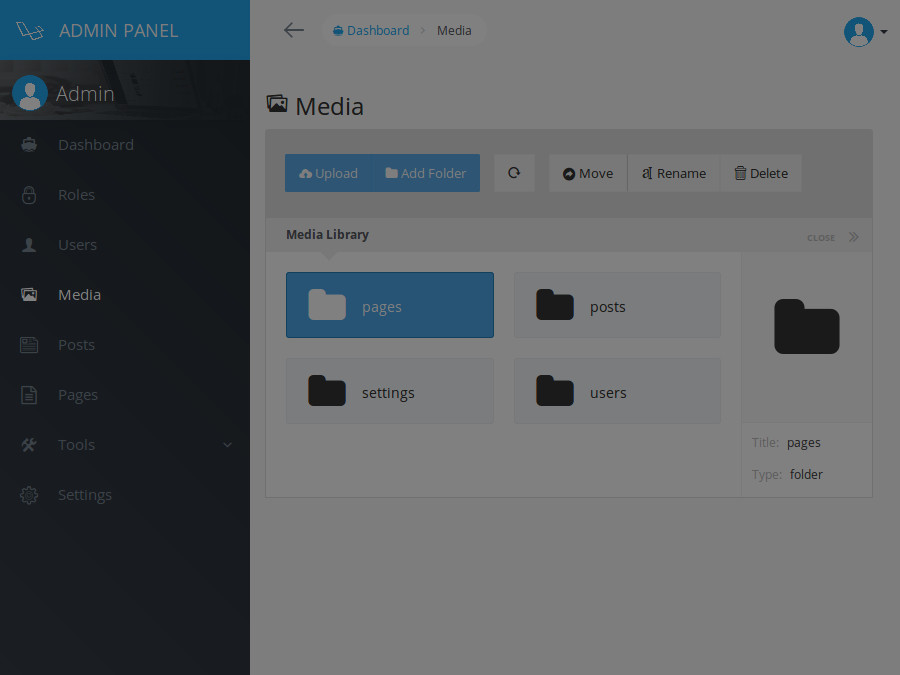 ADMIN PANEL
Dashboard
Media
Admin
Dashboard
Roles
Users
Media
Posts
Pages
Tools
Settings
Media
Upload
Add Folder
Move
Rename
Delete
Media Library
CLOSE
pages
posts
settings
users
Title: pages
Type: folder